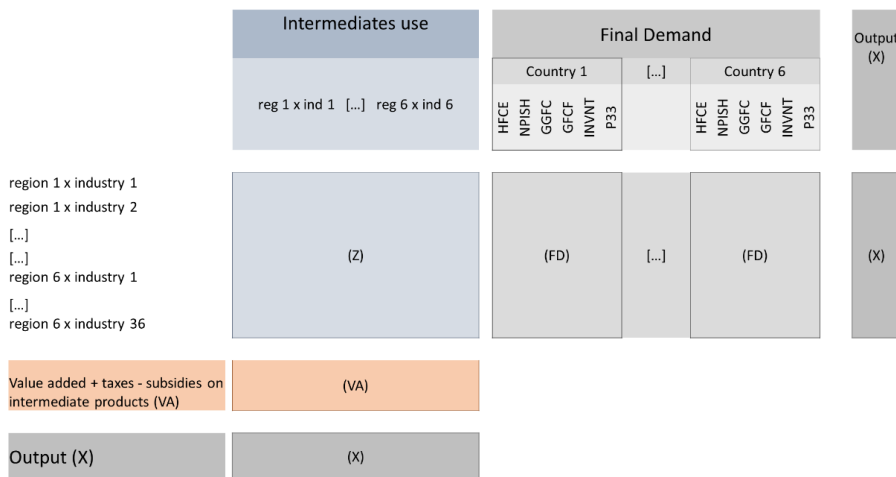 Intermediates use
Final Demand
Output
(X)
Country 1
[...]
Country 6
reg 1 x ind 1 [...] reg 6 x ind 6
HFCE
NPISH
GGFC
GFCF
INVNT
P33
HFCE
NPISH
GGFC
GFCF
INVNT
P33
region 1 x industry 1
region 1 x industry 2
[...]
[...]
region 6 x industry 1
[...]
region 6 x industry 36
(Z)
(FD)
[...]
(FD)
(X)
Value added + taxes - subsidies on
intermediate products (VA)
(VA)
Output (X)
(X)